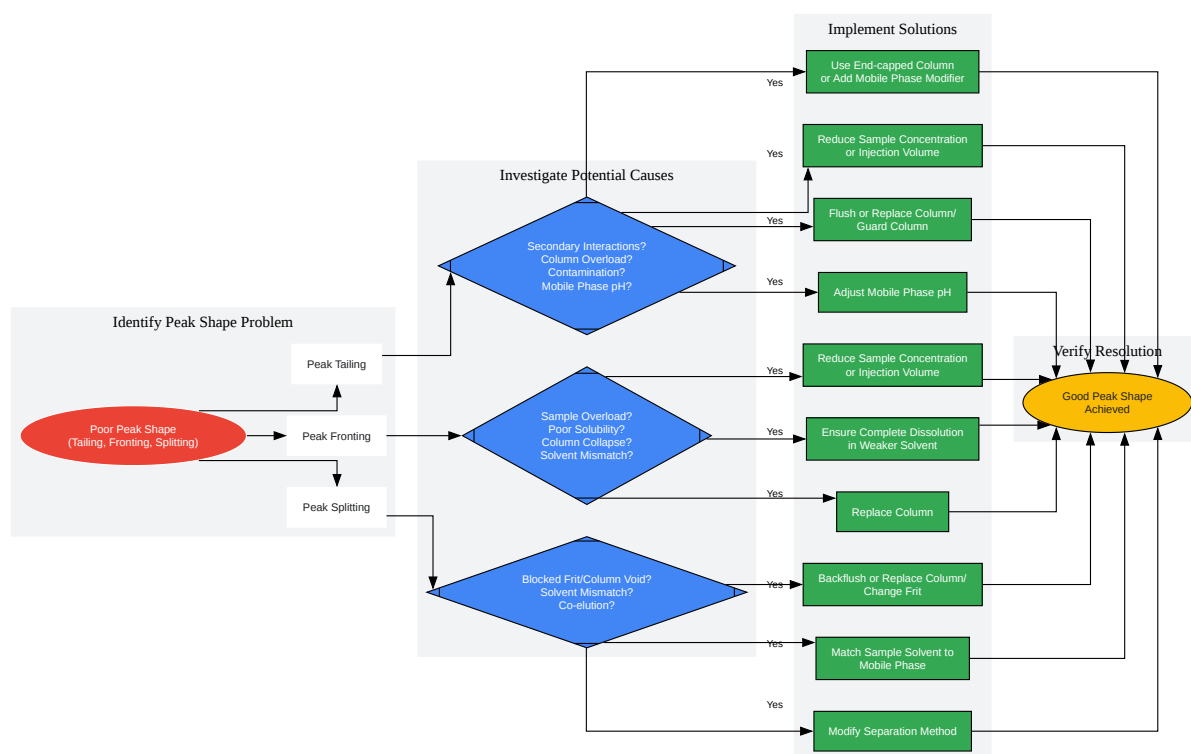 Identify Peak Shape Problem
Poor Peak Shape
(Tailing, Fronting, Splitting)
Peak Tailing
Peak Fronting
Peak Splitting
Investigate Potential Causes
Secondary Interactions?
Column Overload?
Contamination?
Mobile Phase pH?
Sample Overload?
Poor Solubility?
Column Collapse?
Solvent Mismatch?
Blocked Frit/Column Void?
Solvent Mismatch?
Co-elution?
Yes
Yes
Yes
Yes
Yes
Yes
Yes
Yes
Yes
Yes
Implement Solutions
Use End-capped Column
or Add Mobile Phase Modifier
Reduce Sample Concentration
or Injection Volume
Flush or Replace Column/
Guard Column
Adjust Mobile Phase pH
Reduce Sample Concentration
or Injection Volume
Ensure Complete Dissolution
in Weaker Solvent
Replace Column
Backflush or Replace Column/
Change Frit
Match Sample Solvent to
Mobile Phase
Modify Separation Method
Verify Resolution
Good Peak Shape
Achieved